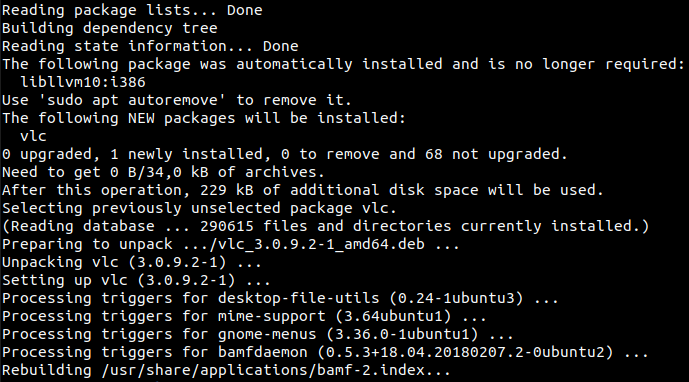 Reading package lists... Done
Building dependency tree
Reading state information... Done
The following package was automatically installed and is no longer required:
  libllvm10:i386
Use 'sudo apt autoremove' to remove it.
The following NEW packages will be installed:
  vlc
0 upgraded, 1 newly installed, 0 to remove and 68 not upgraded.
Need to get 0 B/34,0 kB of archives.
After this operation, 229 kB of additional disk space will be used.
Selecting previously unselected package vlc.
(Reading database ... 290615 files and directories currently installed.)
Preparing to unpack .../vlc_3.0.9.2-1_amd64.deb ...
Unpacking vlc (3.0.9.2-1) ...
Setting up vlc (3.0.9.2-1) ...
Processing triggers for desktop-file-utils (0.24-1ubuntu3) ...
Processing triggers for mime-support (3.64ubuntu1) ...
Processing triggers for gnome-menus (3.36.0-1ubuntu1) ...
Processing triggers for bamfdaemon (0.5.3+18.04.20180207.2-0ubuntu2) ...
Rebuilding /usr/share/applications/bamf-2.index...